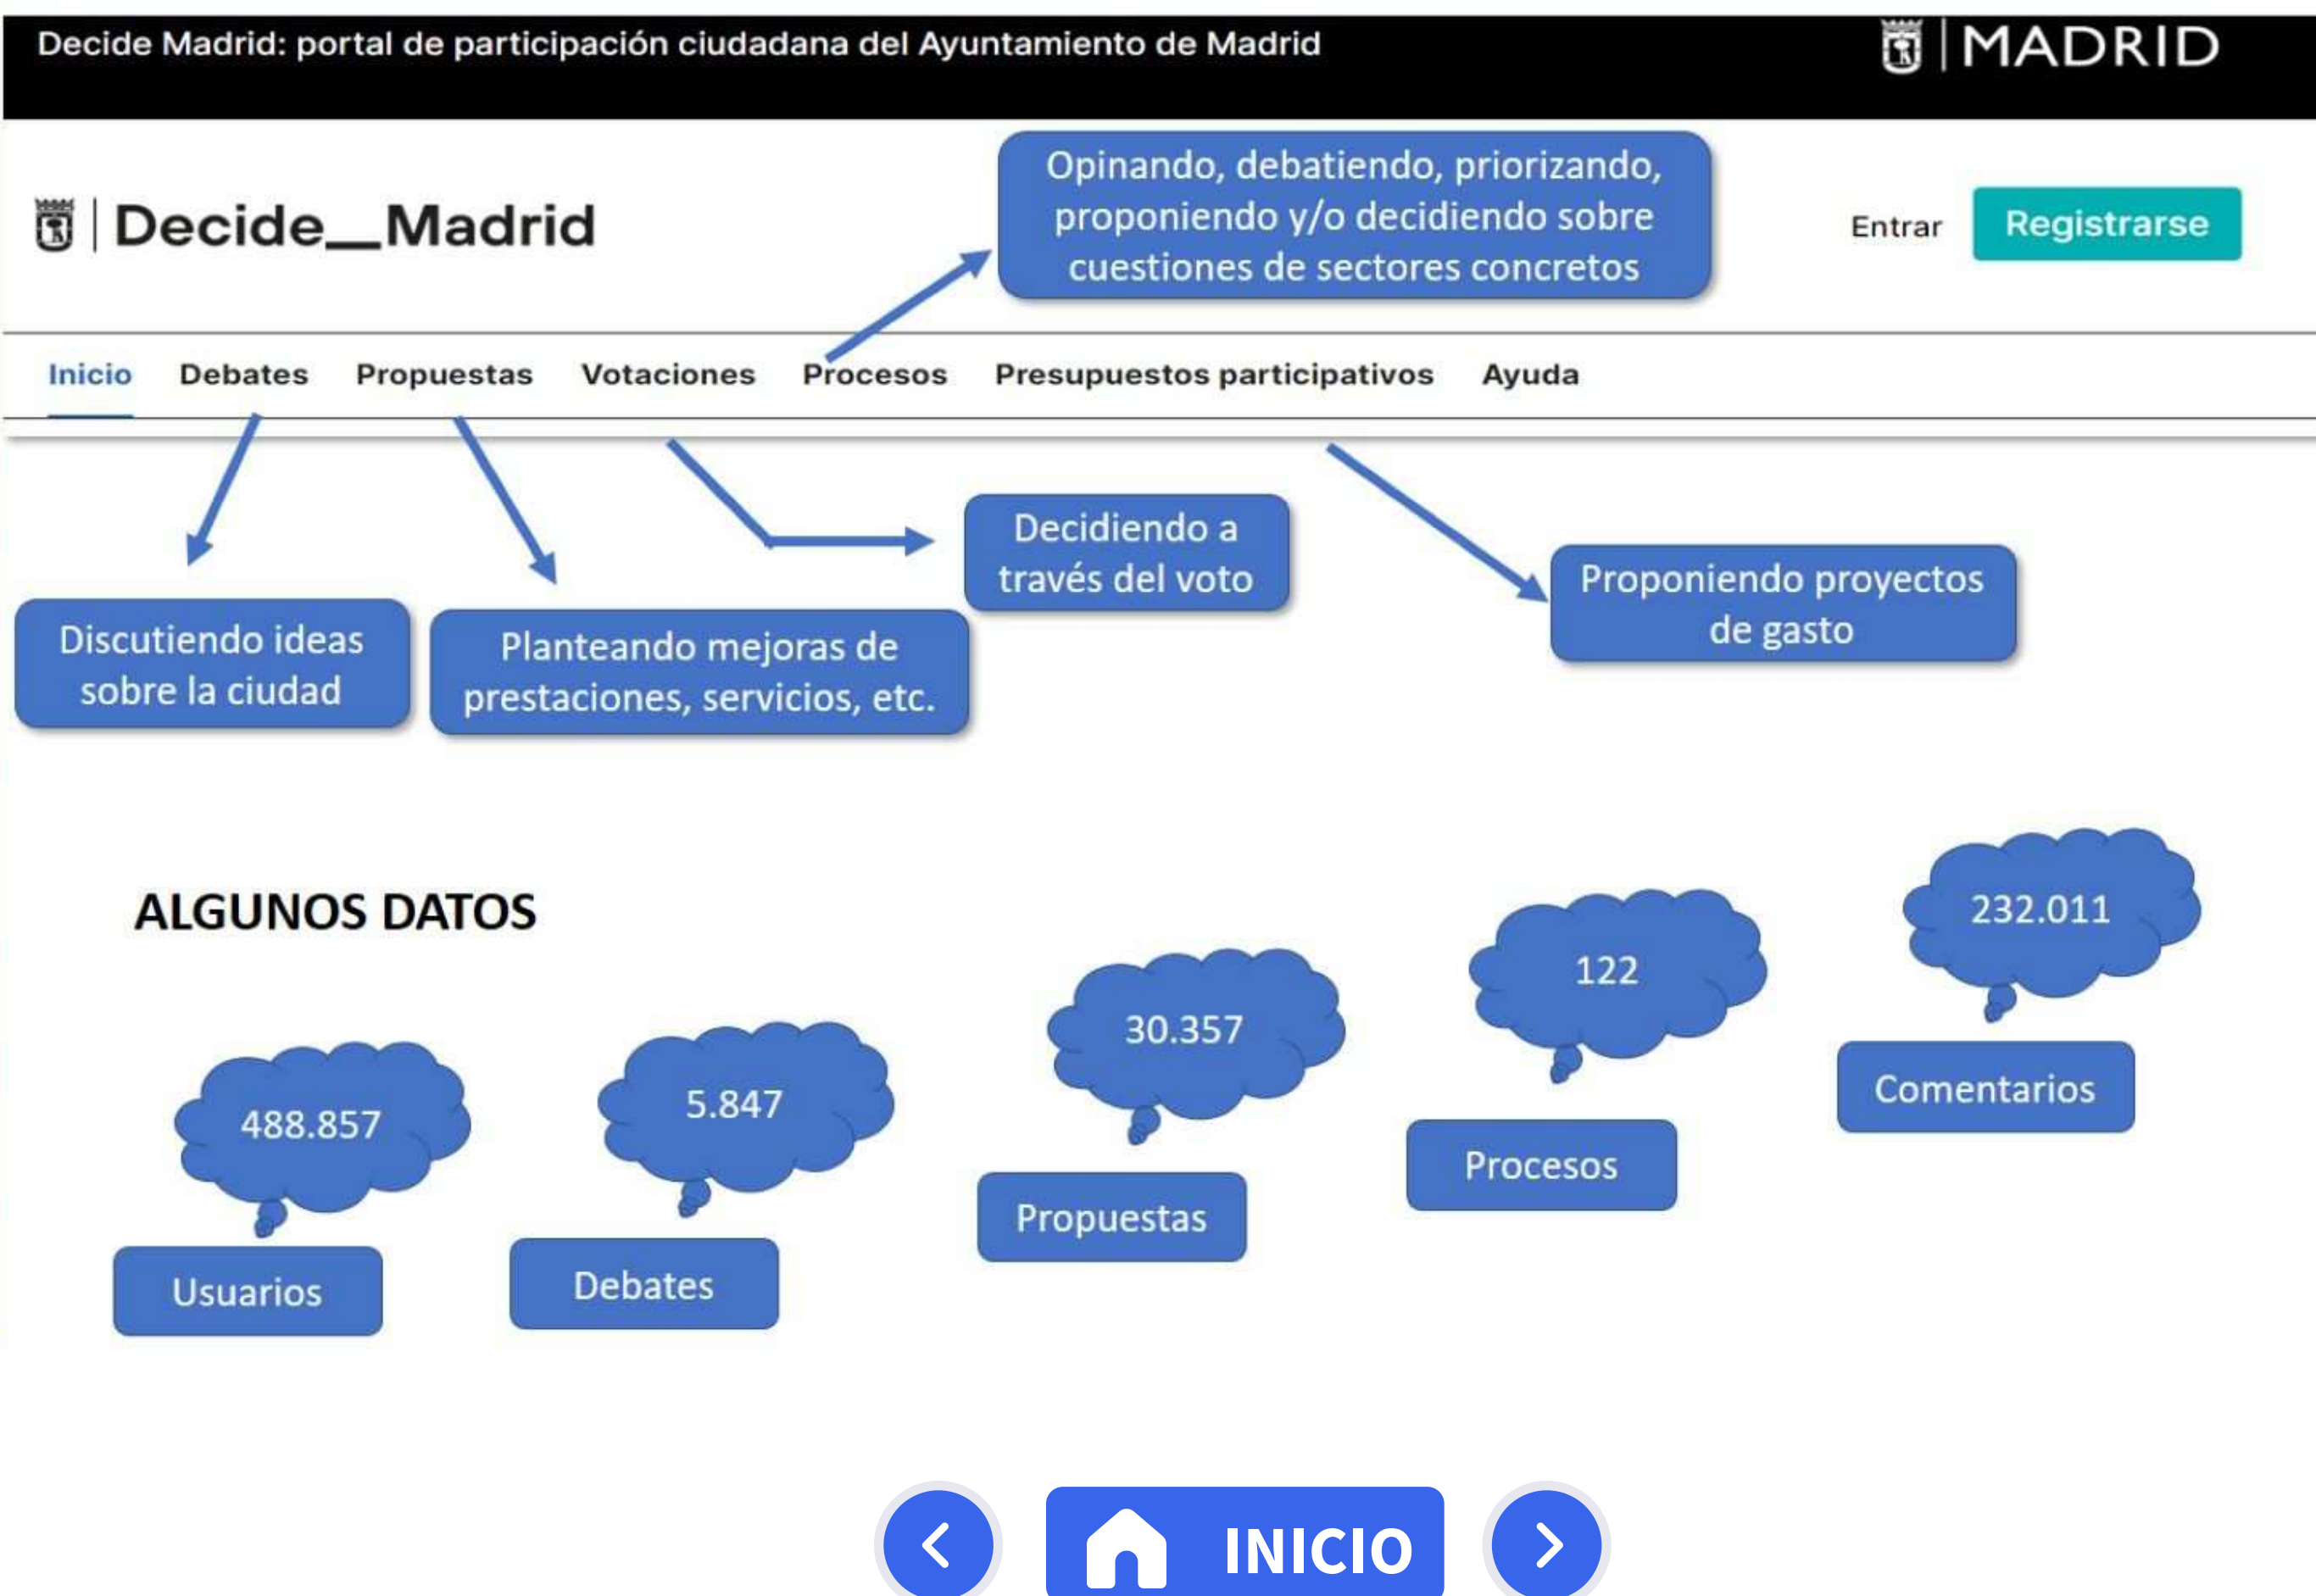 Decide Madrid: portal de participación ciudadana del Ayuntamiento de Madrid
MADRID
Opinando, debatiendo, priorizando,
proponiendo y/o decidiendo sobre
cuestiones de sectores concretos
Decide__Madrid
Entrar
Registrarse
Inicio Debates Propuestas Votaciones Procesos Presupuestos participativos Ayuda
Decidiendo a
través del voto
Proponiendo proyectos
de gasto
Discutiendo ideas
sobre la ciudad
Planteando mejoras de
prestaciones, servicios, etc.
ALGUNOS DATOS
488.857
Usuarios
5.847
Debates
30.357
Propuestas
122
Procesos
232.011
Comentarios
INICIO